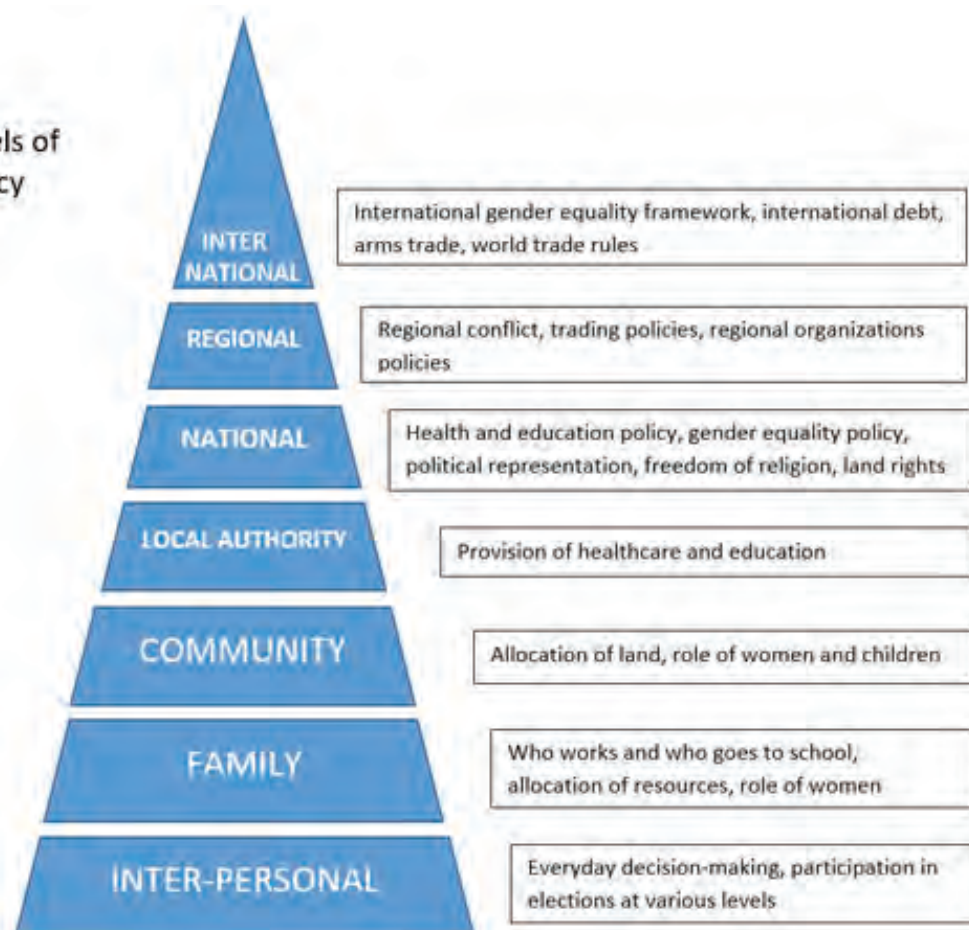 els of
cy
INTER
NATIONAL
International gender equality framework, international debt,
arms trade, world trade rules
REGIONAL
Regional conflict, trading policies, regional organizations
policies
NATIONAL
Health and education policy, gender equality policy,
political representation, freedom of religion, land rights
LOCAL AUTHORITY
Provision of healthcare and education
COMMUNITY
Allocation of land, role of women and children
FAMILY
Who works and who goes to school,
allocation of resources, role of women
INTER-PERSONAL
Everyday decision-making, participation in
elections at various levels